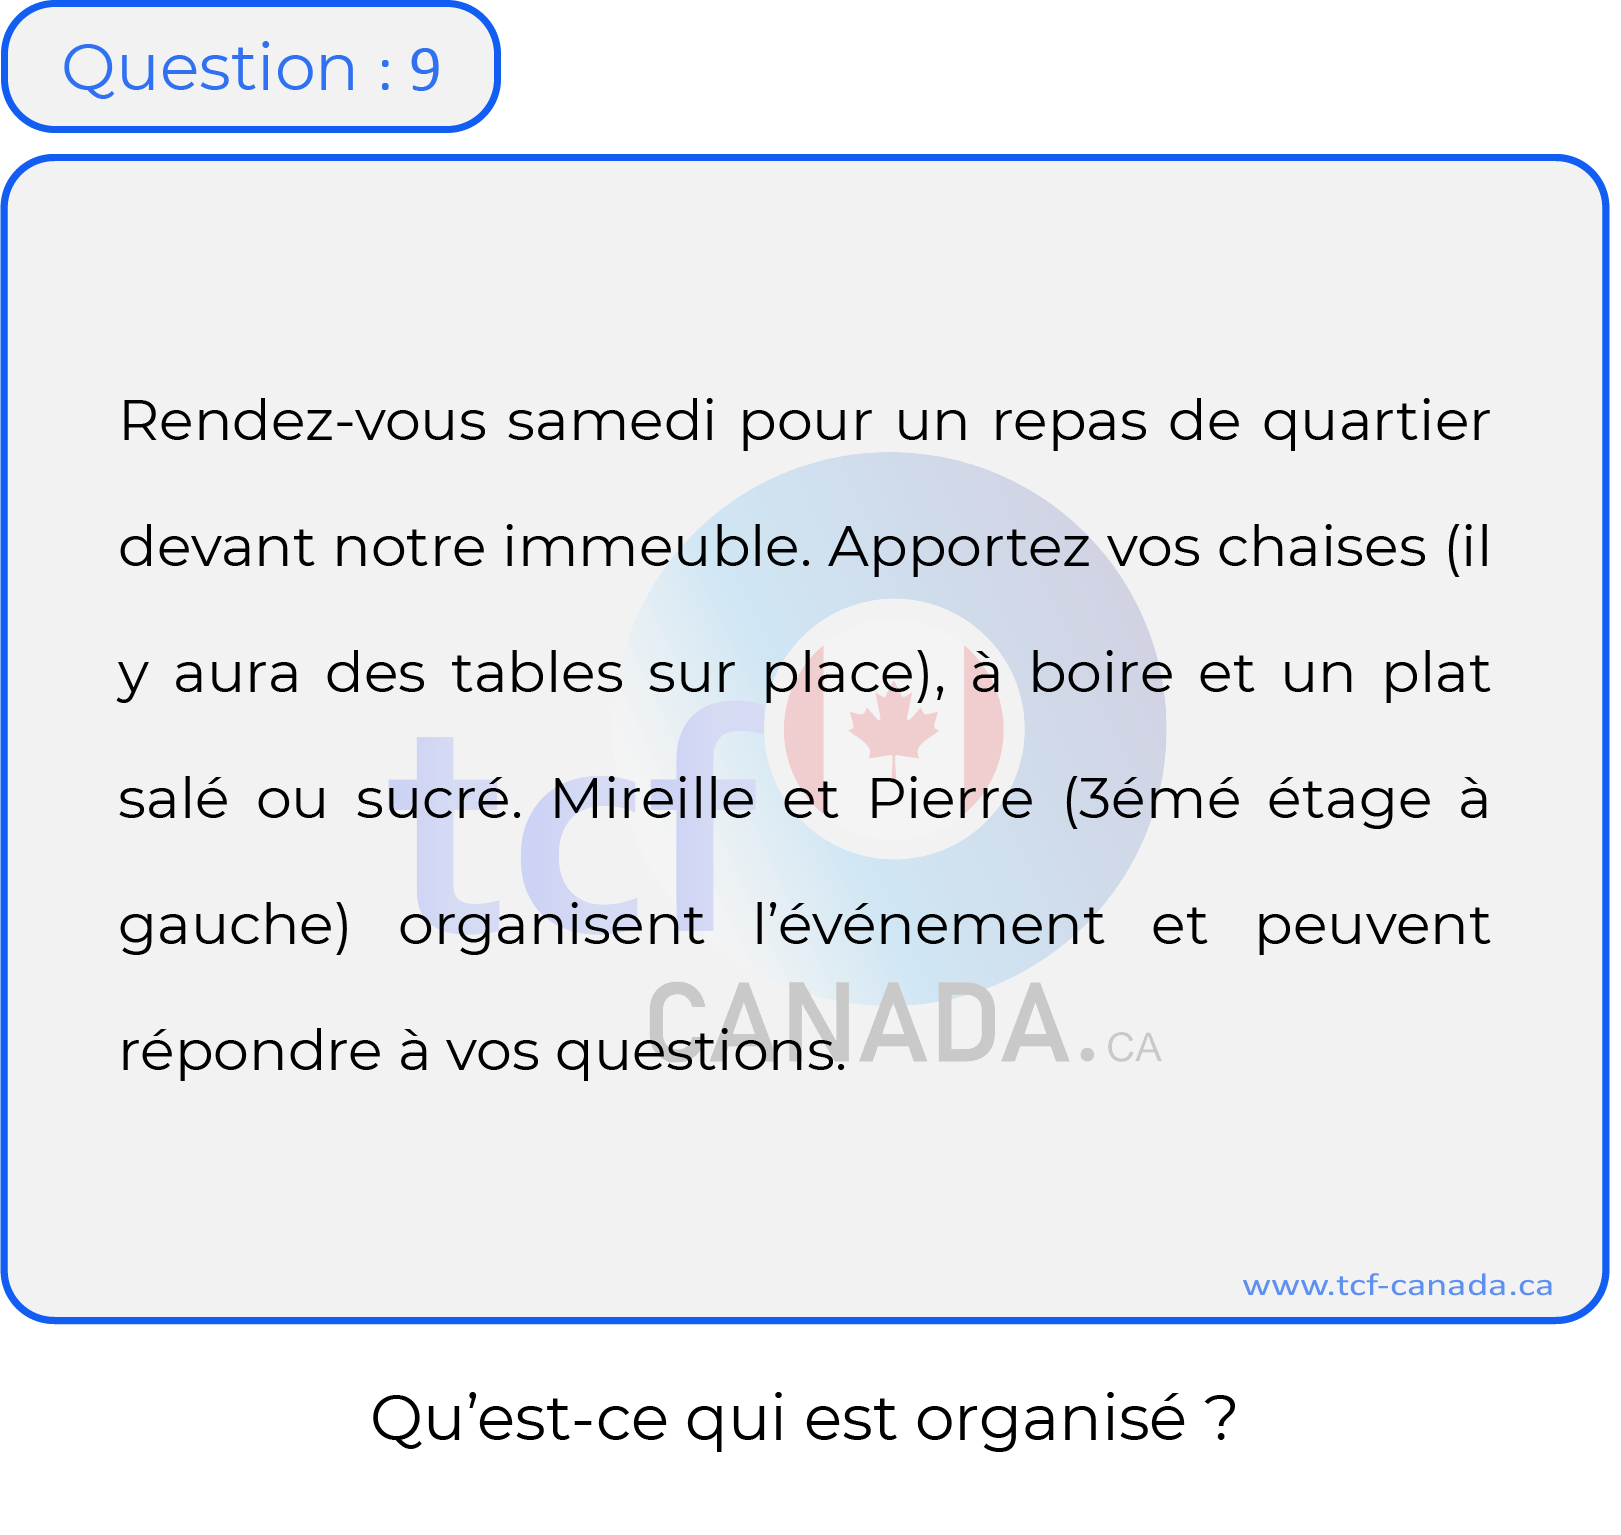 Question : 9
Rendez-vous samedi pour un repas de quartier
devant notre immeuble. Apportez vos chaises (il
y aura des tables sur place), à boire et un plat
salé ou sucré. Mireille et Pierre (3émé étage à
gauche) organisent l’événement et peuvent
répondre à vos questions.
tcf
CANADA.CA
www.tcf-canada.ca
Qu’est-ce qui est organisé ?